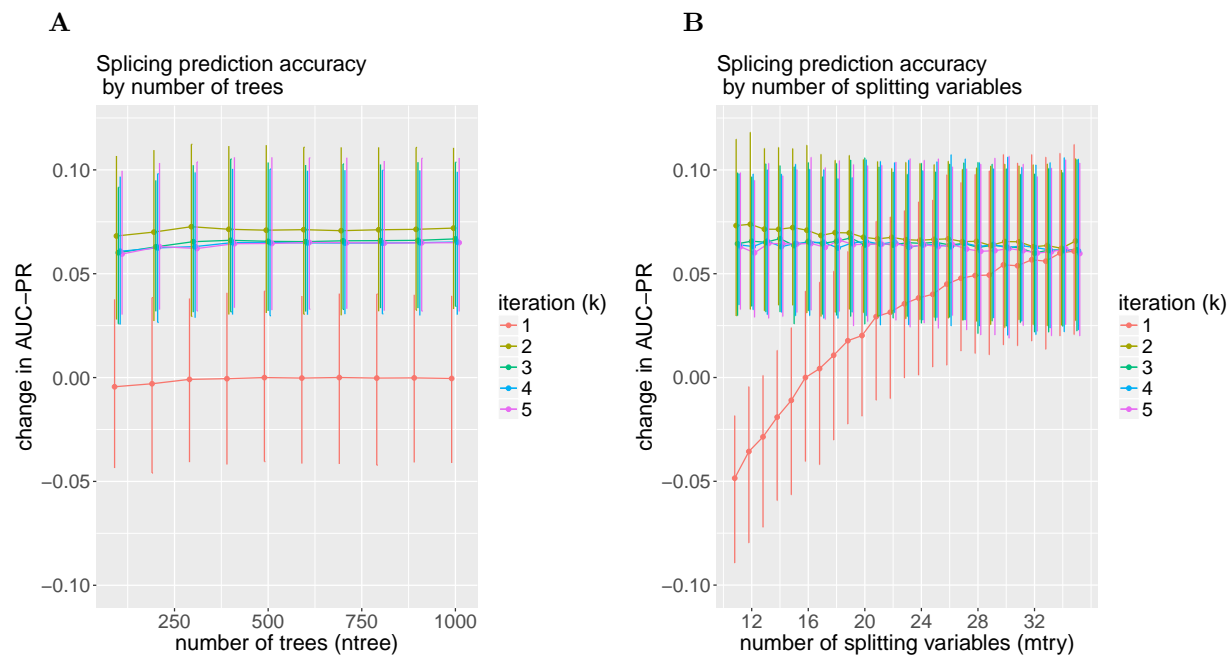 A
Splicing prediction accuracy
by number of trees
change in AUC−PR
0.10
0.05
0.00
−0.05
−0.10
250
500
750
1000
number of trees (ntree)
iteration (k)
1
2
3
4
5
B
Splicing prediction accuracy
by number of splitting variables
change in AUC−PR
0.10
0.05
0.00
−0.05
−0.10
12
16
20
24
28
32
number of splitting variables (mtry)
iteration (k)
1
2
3
4
5